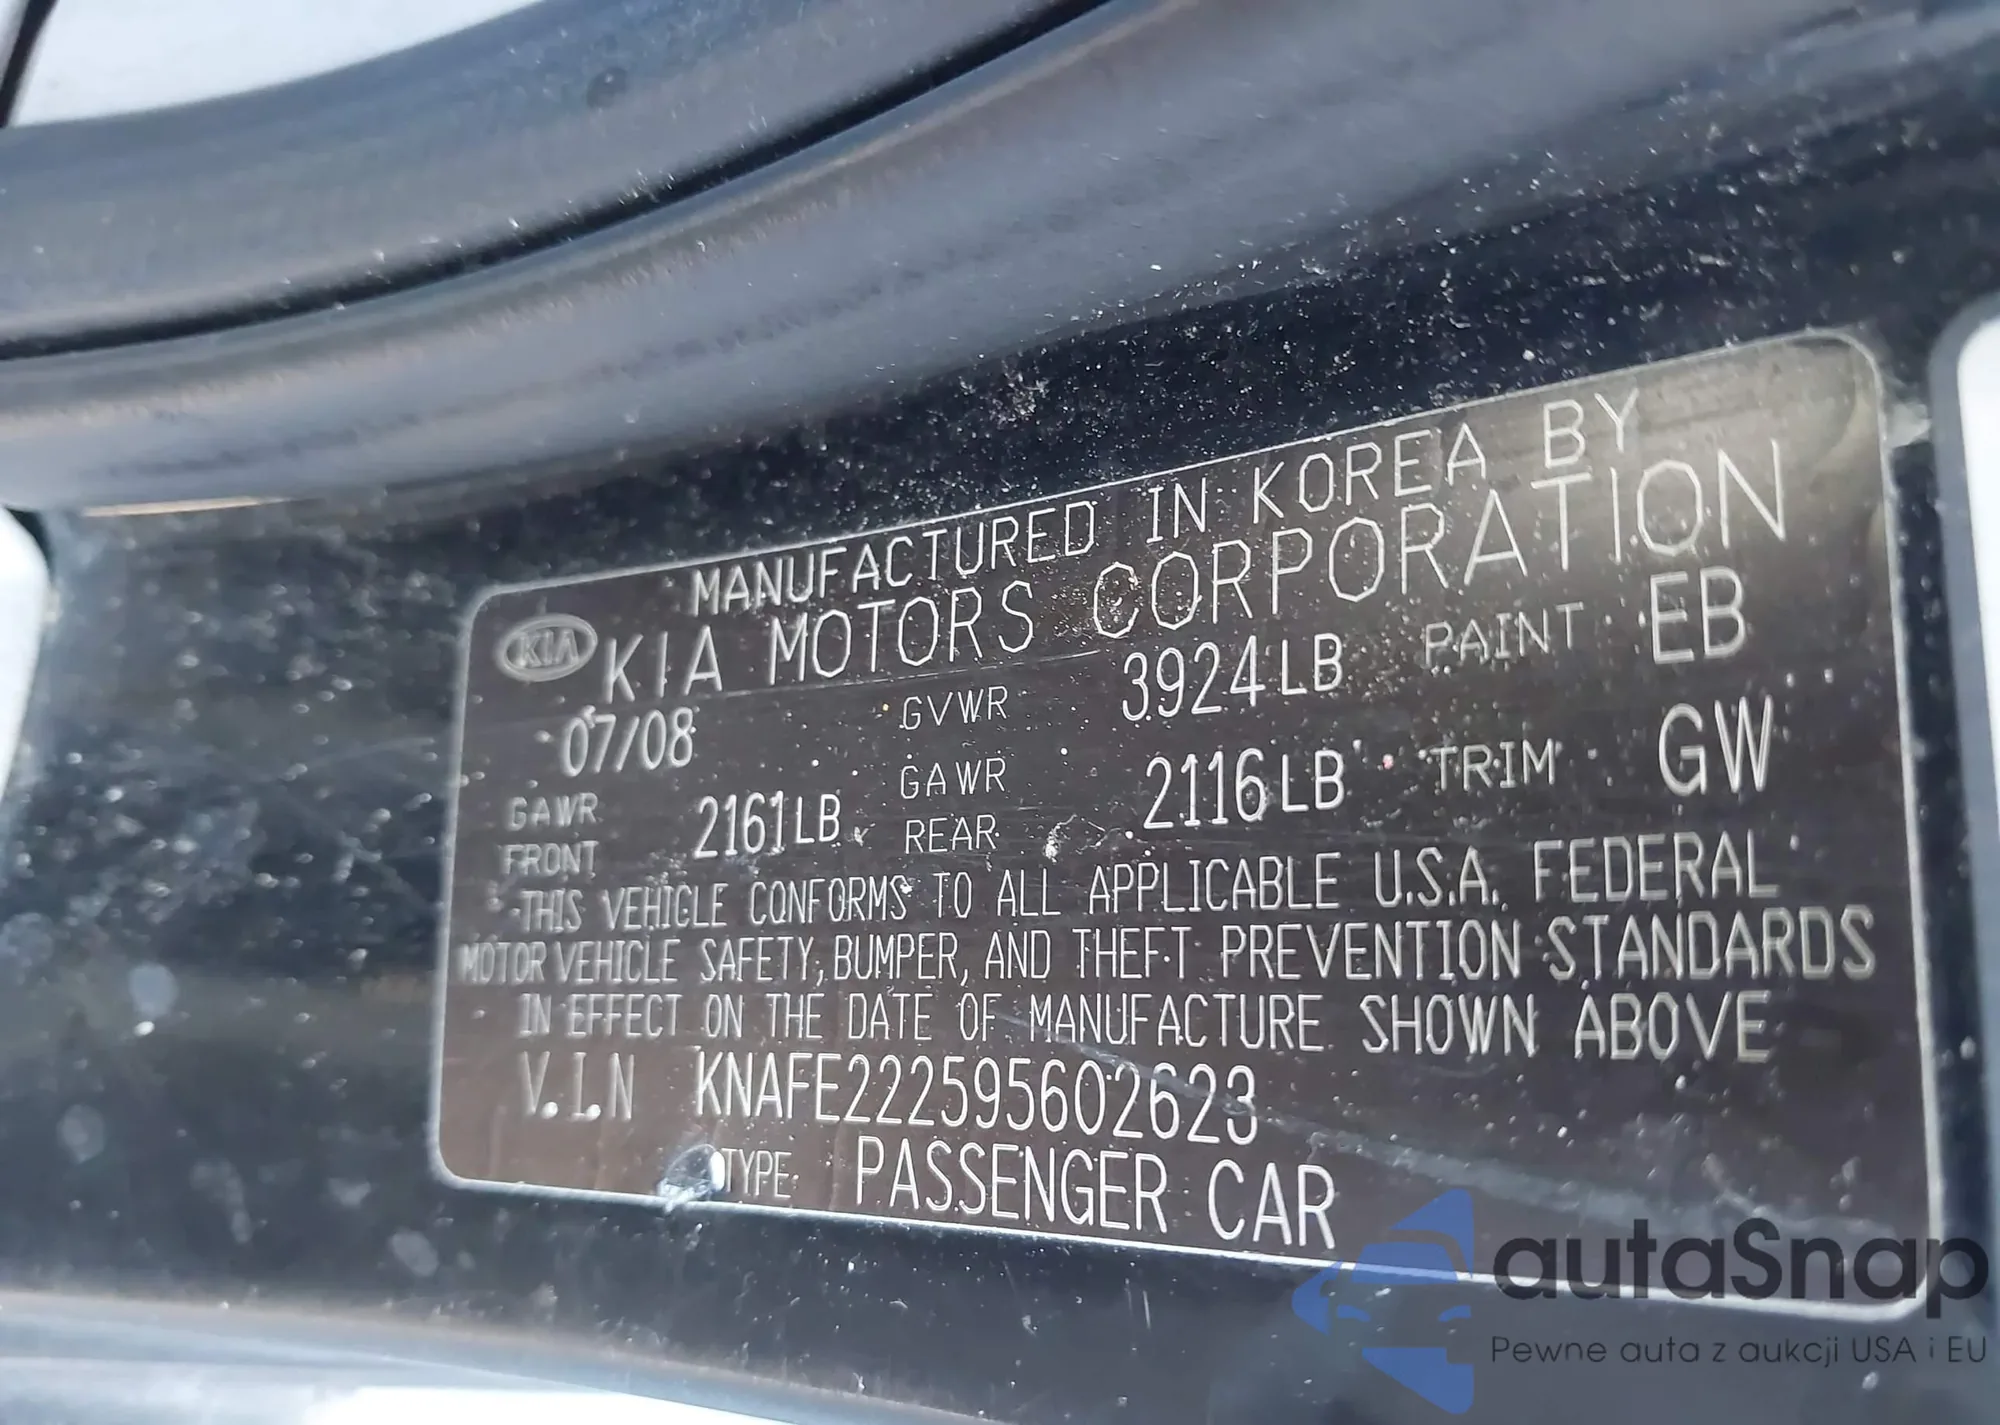 MANUFACTURED IN KOREA BY
KIA KIA MOTORS CORPORATION
07/08 GVWR 3924LB PAINT EB
GAWR FRONT 2161LB GAWR REAR 2116LB TRIM GW
THIS VEHICLE CONFORMS TO ALL APPLICABLE U.S.A. FEDERAL
MOTOR VEHICLE SAFETY, BUMPER, AND THEFT PREVENTION STANDARDS
IN EFFECT ON THE DATE OF MANUFACTURE SHOWN ABOVE
V.I.N KNAFE222595602623
TYPE: PASSENGER CAR
autaSnap
Pewne auta z aukcji USA i EU